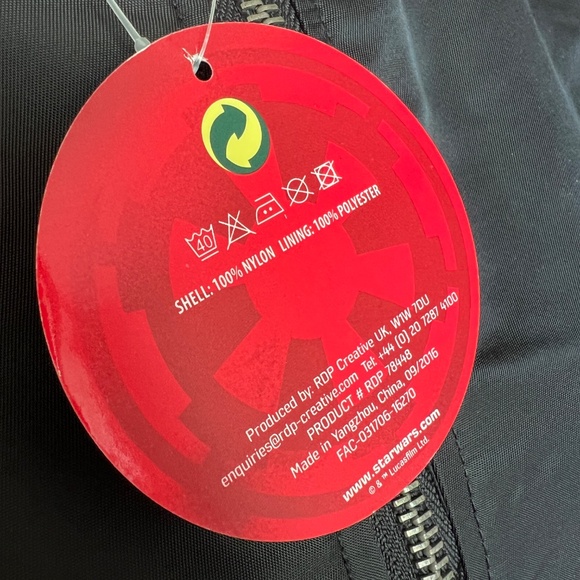 40
SHELL: 100% NYLON LINING: 100% POLYESTER
Produced by: RDP Creative UK, W1W 7DU
enquiries@rdp-creative.com Tel: +44 (0) 20 7287 4100
PRODUCT # RDP 78448
Made in Yangzhou, China, 09/2016
FAC-031706-16270
www.starwars.com
© & ™ Lucasfilm Ltd.